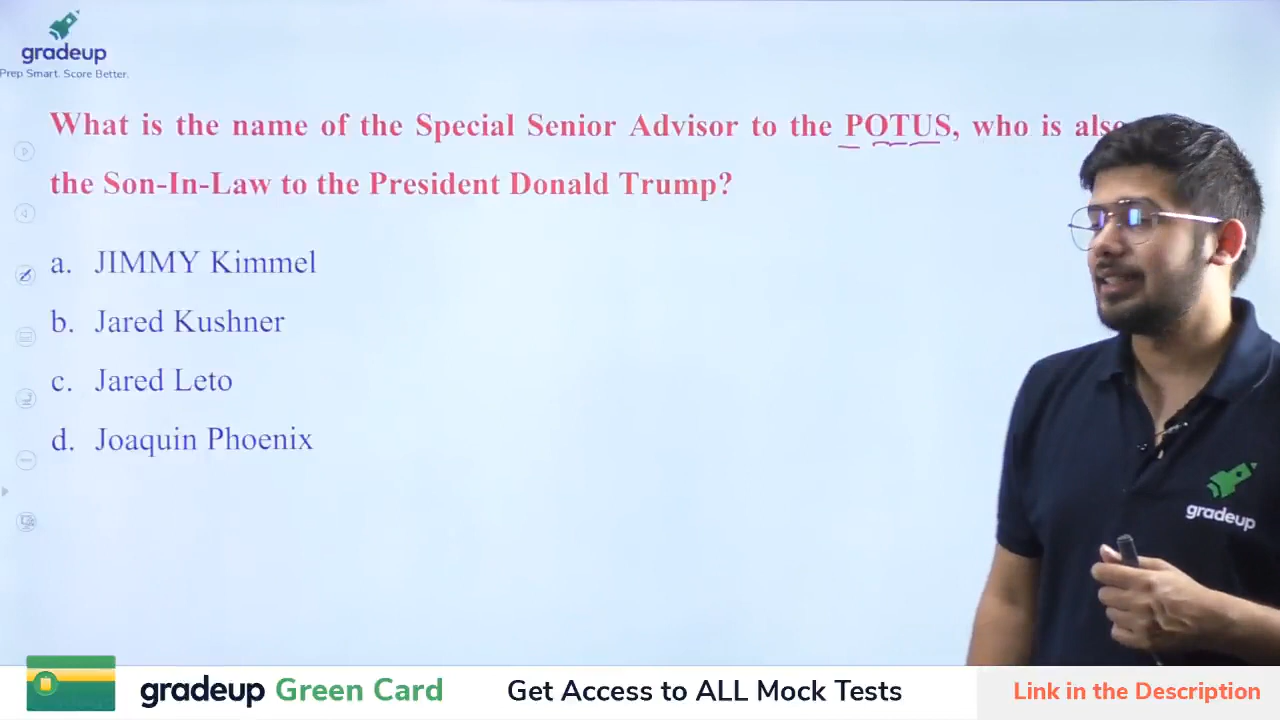 gradeup
Prep Smart. Score Better.
What is the name of the Special Senior Advisor to the POTUS, who is also
the Son-In-Law to the President Donald Trump?
a. JIMMY Kimmel
b. Jared Kushner
c. Jared Leto
d. Joaquin Phoenix
gradeup
gradeup Green Card Get Access to ALL Mock Tests Link in the Description